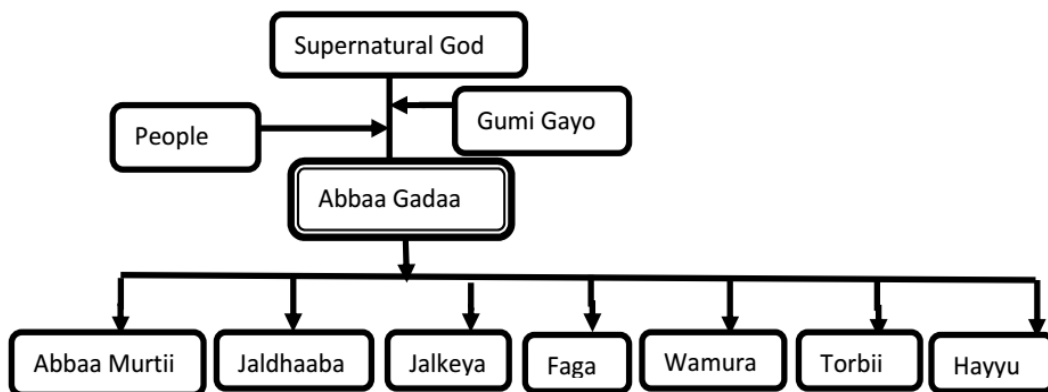 Supernatural God
Gumi Gayo
People
Abbaa Gadaa
Abbaa Murtii
Jaldhaaba
Jalkeya
Faga
Wamura
Torbii
Hayyu